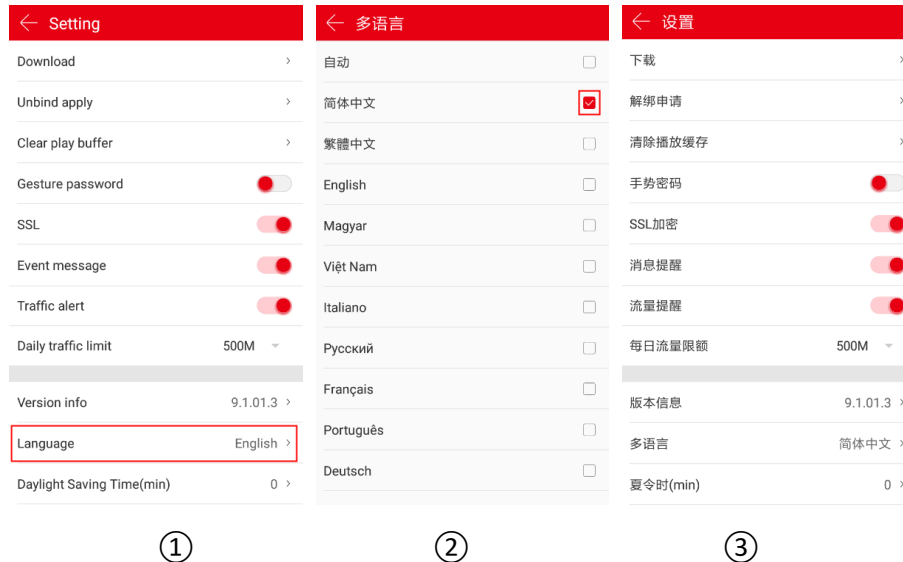 Setting
Download
Unbind apply
Clear play buffer
Gesture password
SSL
Event message
Traffic alert
Daily traffic limit 500M
Version info 9.1.01.3
Language English
Daylight Saving Time(min) 0
①
多语言
自动
简体中文
繁體中文
English
Magyar
Việt Nam
Italiano
Русский
Français
Português
Deutsch
②
设置
下载
解绑申请
清除播放缓存
手势密码
SSL加密
消息提醒
流量提醒
每日流量限额 500M
版本信息 9.1.01.3
多语言 简体中文
夏令时(min) 0
③